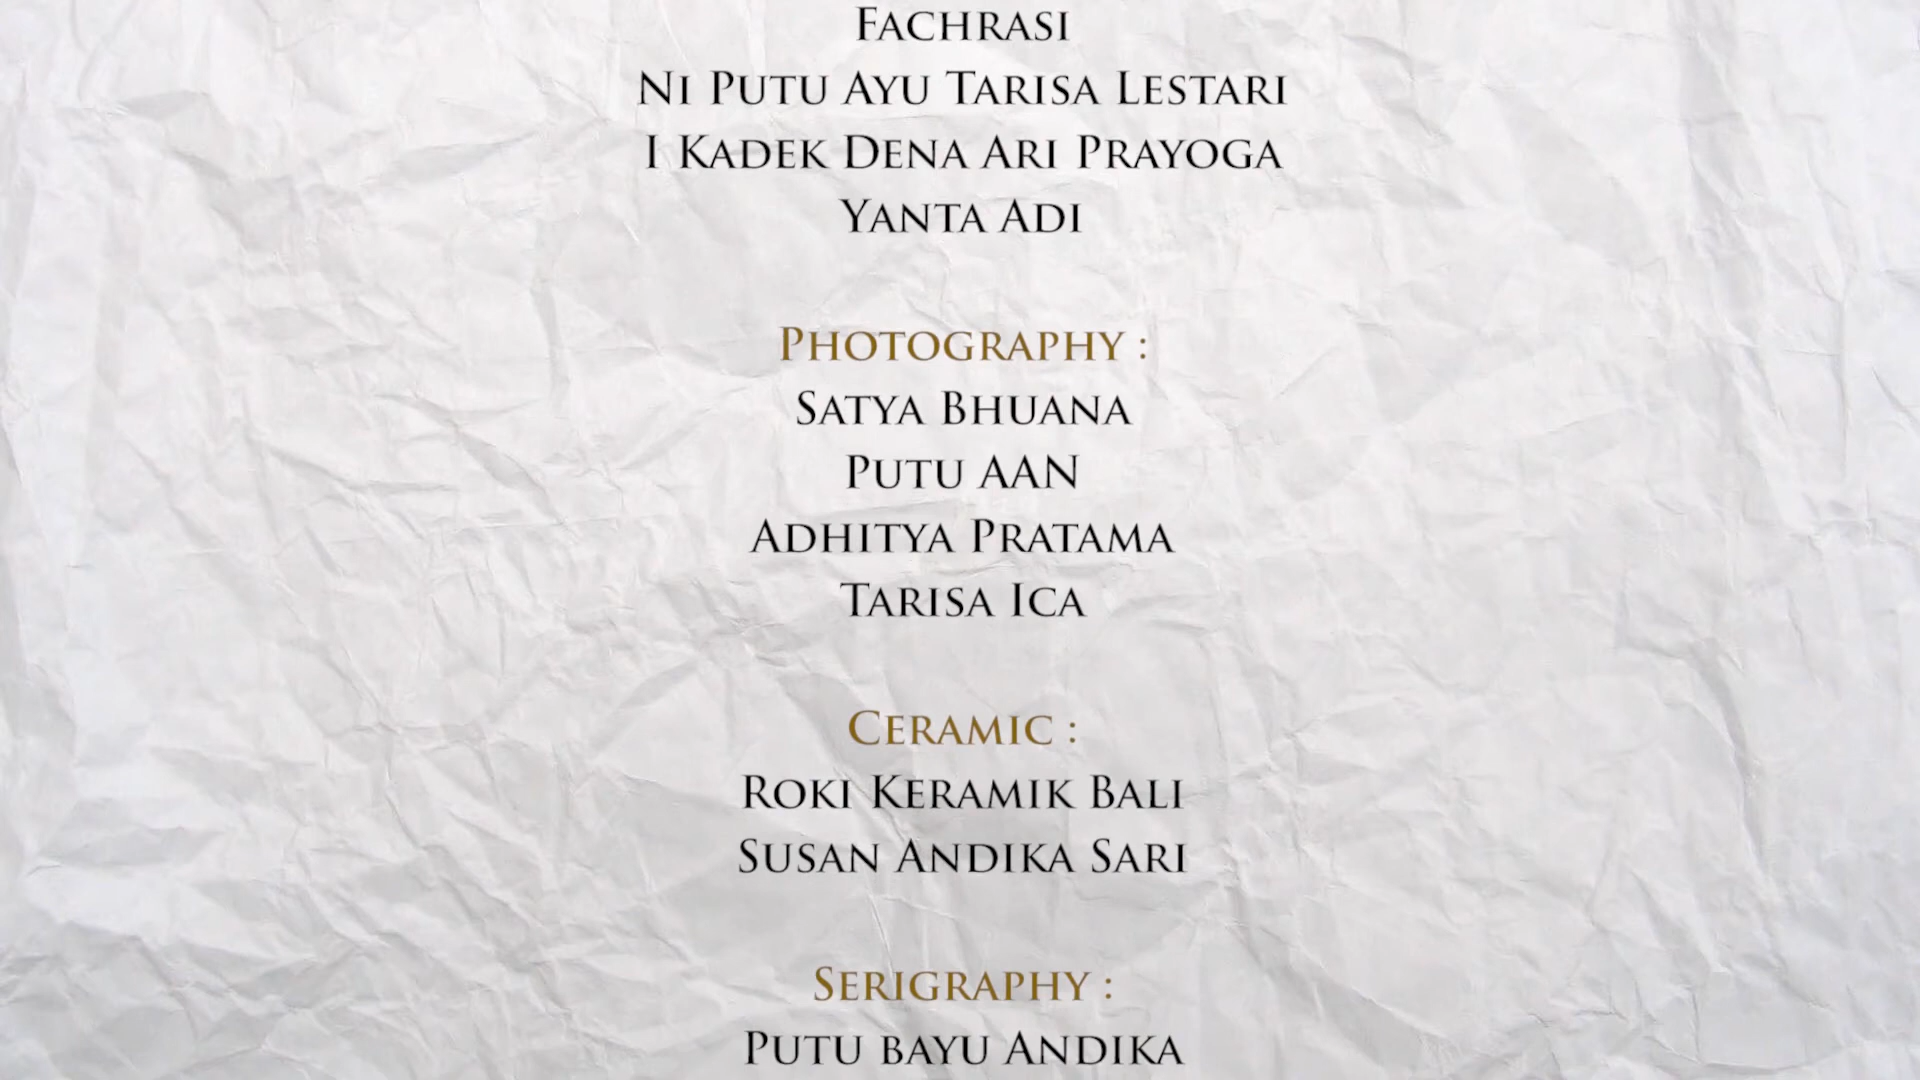 Fachrasi
Ni Putu Ayu Tarisa Lestari
I Kadek Dena Ari Prayoga
Yanta Adi
Photography :
Satya Bhuana
Putu AAN
Adhitya Pratama
Tarisa Ica
Ceramic :
Roki Keramik Bali
Susan Andika Sari
Serigraphy :
Putu bayu Andika